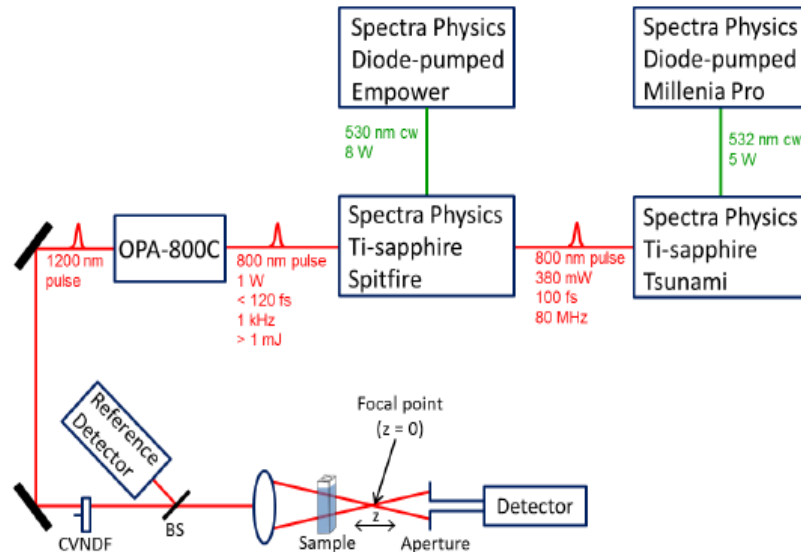 Spectra Physics
Diode-pumped
Empower
Spectra Physics
Diode-pumped
Millenia Pro
530 nm cw
8 W
532 nm cw
5 W
OPA-800C
Spectra Physics
Ti-sapphire
Spitfire
Spectra Physics
Ti-sapphire
Tsunami
1200 nm
pulse
800 nm pulse
1 W
< 120 fs
1 kHz
> 1 mJ
800 nm pulse
380 mW
100 fs
80 MHz
Reference
Detector
Focal point
(z = 0)
z
Detector
CVNDF
BS
Sample
Aperture